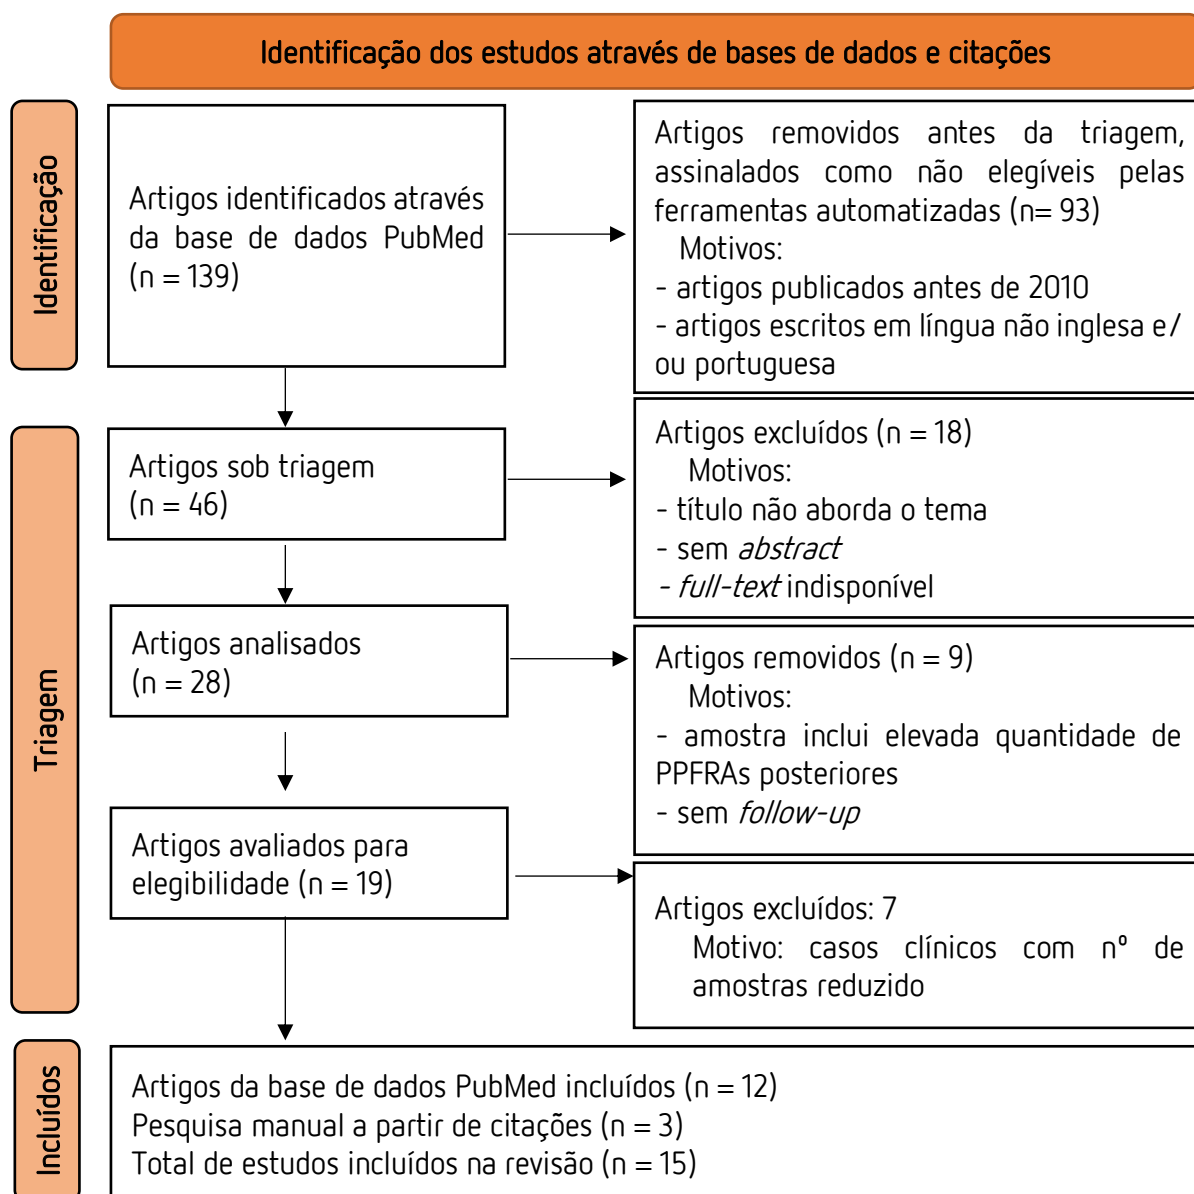 Identificação dos estudos através de bases de dados e citações
Identificação
Artigos identificados através
da base de dados PubMed
(n = 139)
Artigos removidos antes da triagem,
assinalados como não elegíveis pelas
ferramentas automatizadas (n= 93)
Motivos:
- artigos publicados antes de 2010
- artigos escritos em língua não inglesa e/
ou portuguesa
Triagem
Artigos sob triagem
(n = 46)
Artigos excluídos (n = 18)
Motivos:
- título não aborda o tema
- sem abstract
- full-text indisponível
Artigos analisados
(n = 28)
Artigos removidos (n = 9)
Motivos:
- amostra inclui elevada quantidade de
PPFRAs posteriores
- sem follow-up
Artigos avaliados para
elegibilidade (n = 19)
Artigos excluídos: 7
Motivo: casos clínicos com nº de
amostras reduzido
Incluídos
Artigos da base de dados PubMed incluídos (n = 12)
Pesquisa manual a partir de citações (n = 3)
Total de estudos incluídos na revisão (n = 15)